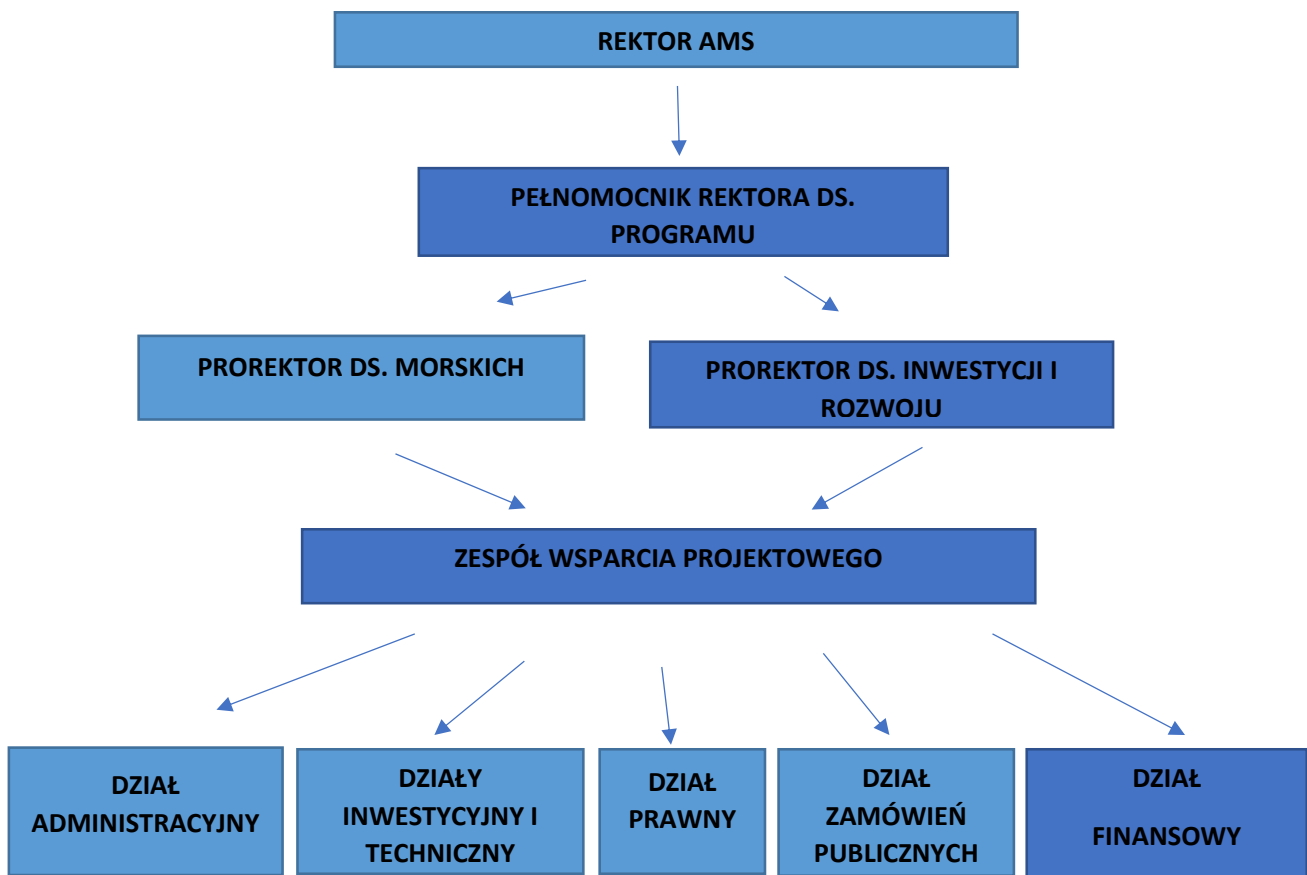 REKTOR AMS
PEŁNOMOCNIK REKTORA DS.
PROGRAMU
PROREKTOR DS. MORSKICH
PROREKTOR DS. INWESTYCJI I
ROZWOJU
ZESPÓŁ WSPARCIA PROJEKTOWEGO
DZIAŁ
ADMINISTRACYJNY
DZIAŁY
INWESTYCYJNY I
TECHNICZNY
DZIAŁ
PRAWNY
DZIAŁ
ZAMÓWIEŃ
PUBLICZNYCH
DZIAŁ
FINANSOWY